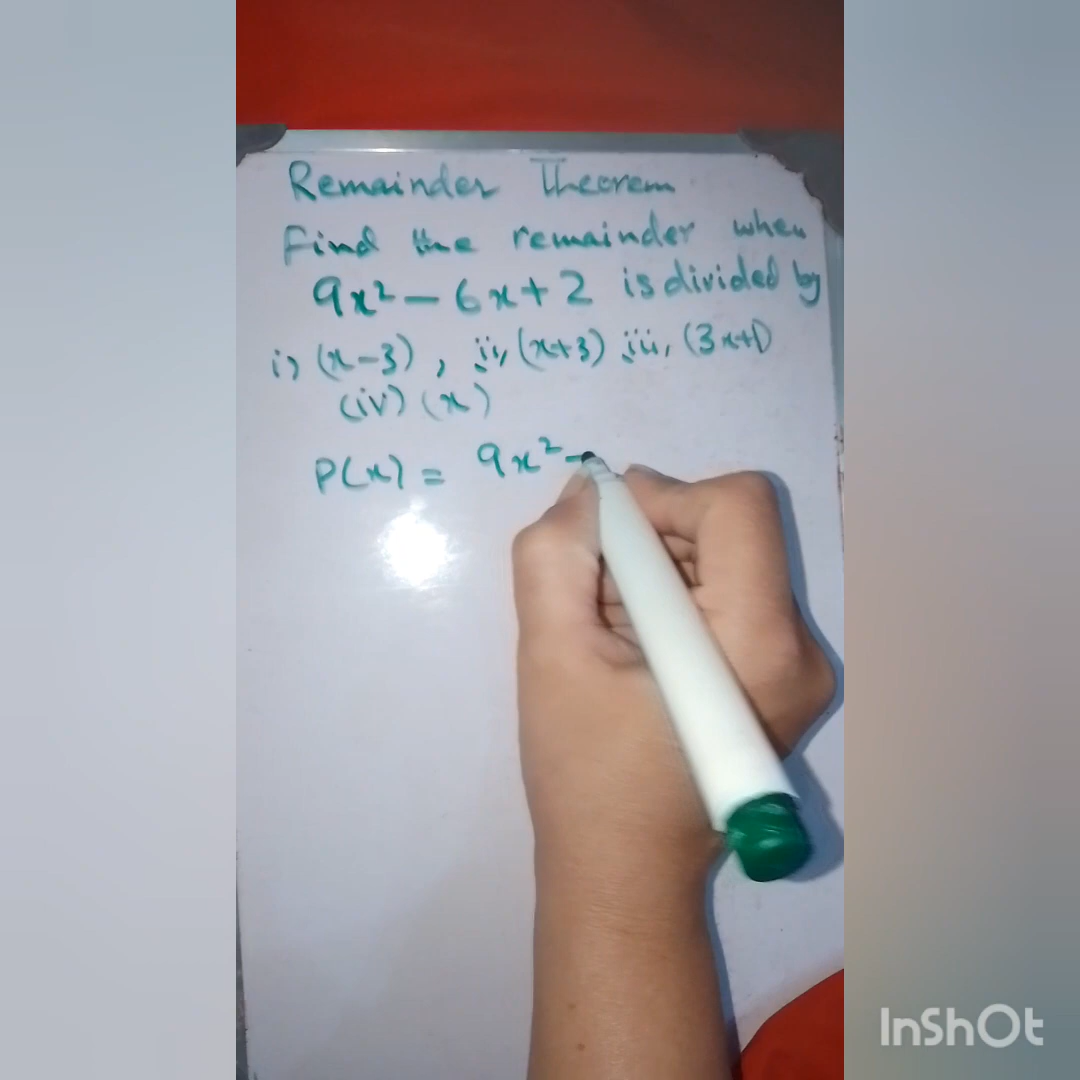 Remainder Theorem
Find the remainder when
9x² - 6x + 2 is divided by
i) (x-3), ii, (x+3) iii, (3x+1)
(iv) (x)
P(x) = 9x² -
InShOt